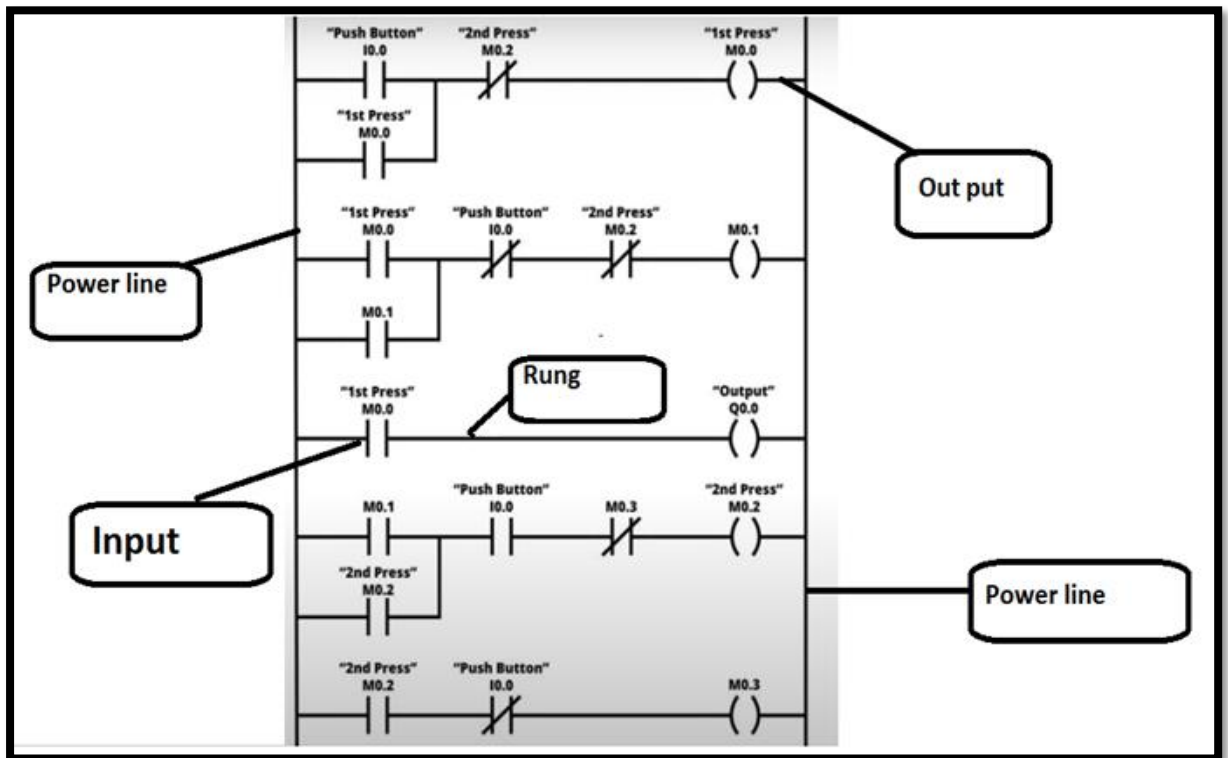 "Push Button" "2nd Press" "1st Press"
I0.0 M0.2 M0.0
"1st Press"
M0.0
Out put
"1st Press" "Push Button" "2nd Press"
M0.0 I0.0 M0.2 M0.1
Power line
M0.1
Rung
"1st Press" "Output"
M0.0 Q0.0
Input
"Push Button" "2nd Press"
M0.1 I0.0 M0.3 M0.2
"2nd Press"
M0.2
Power line
"2nd Press" "Push Button"
M0.2 I0.0 M0.3